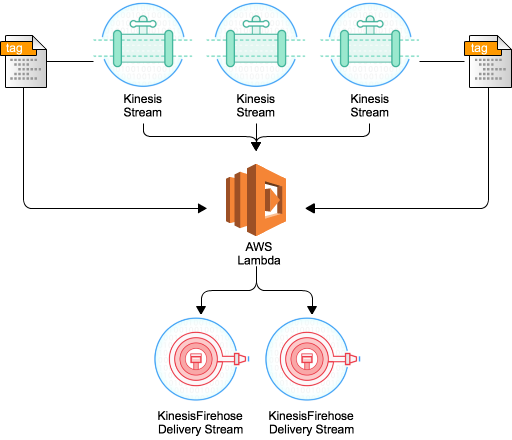 tag
tag
Kinesis
Stream
Kinesis
Stream
Kinesis
Stream
AWS
Lambda
KinesisFirehose
Delivery Stream
KinesisFirehose
Delivery Stream